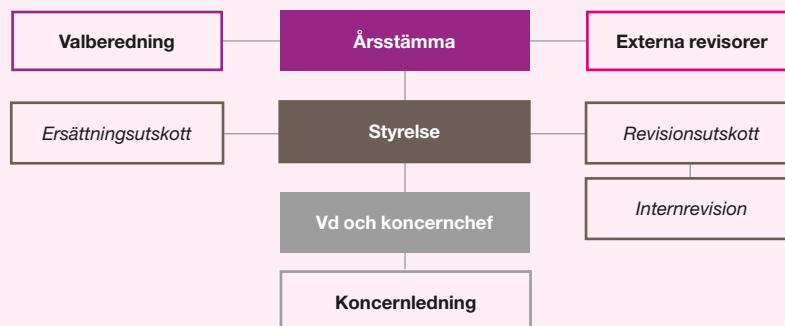 Valberedning
Årsstämma
Externa revisorer
Ersättningsutskott
Styrelse
Revisionsutskott
Vd och koncernchef
Internrevision
Koncernledning